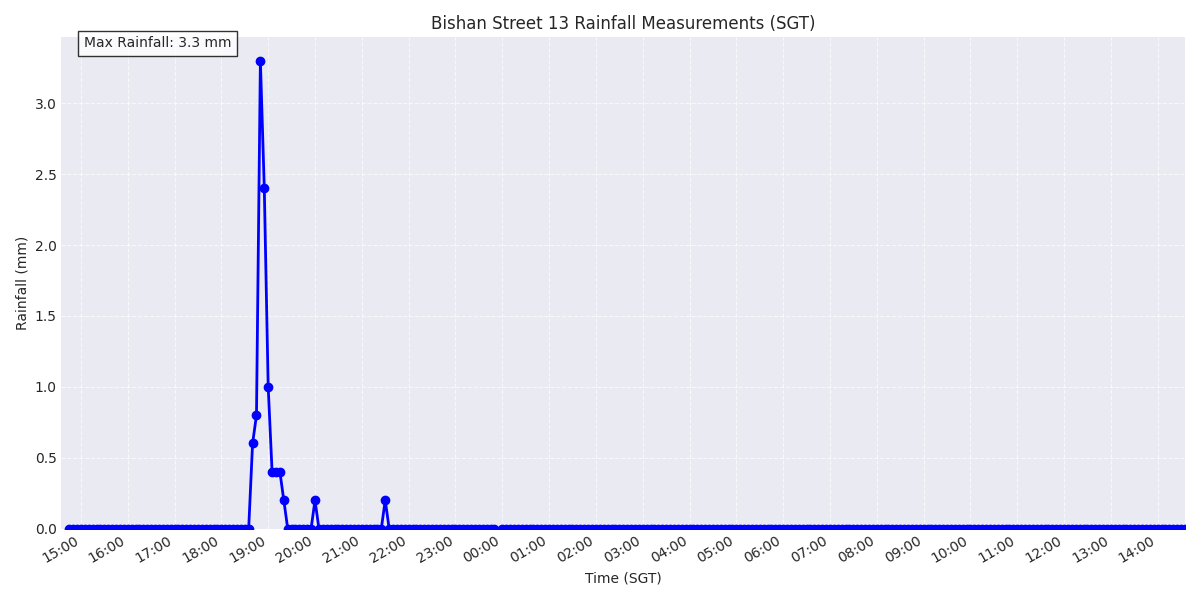 Bishan Street 13 Rainfall Measurements (SGT)
Max Rainfall: 3.3 mm
Rainfall (mm)
3.0
2.5
2.0
1.5
1.0
0.5
0.0
15:00 16:00 17:00 18:00 19:00 20:00 21:00 22:00 23:00 00:00 01:00 02:00 03:00 04:00 05:00 06:00 07:00 08:00 09:00 10:00 11:00 12:00 13:00 14:00
Time (SGT)